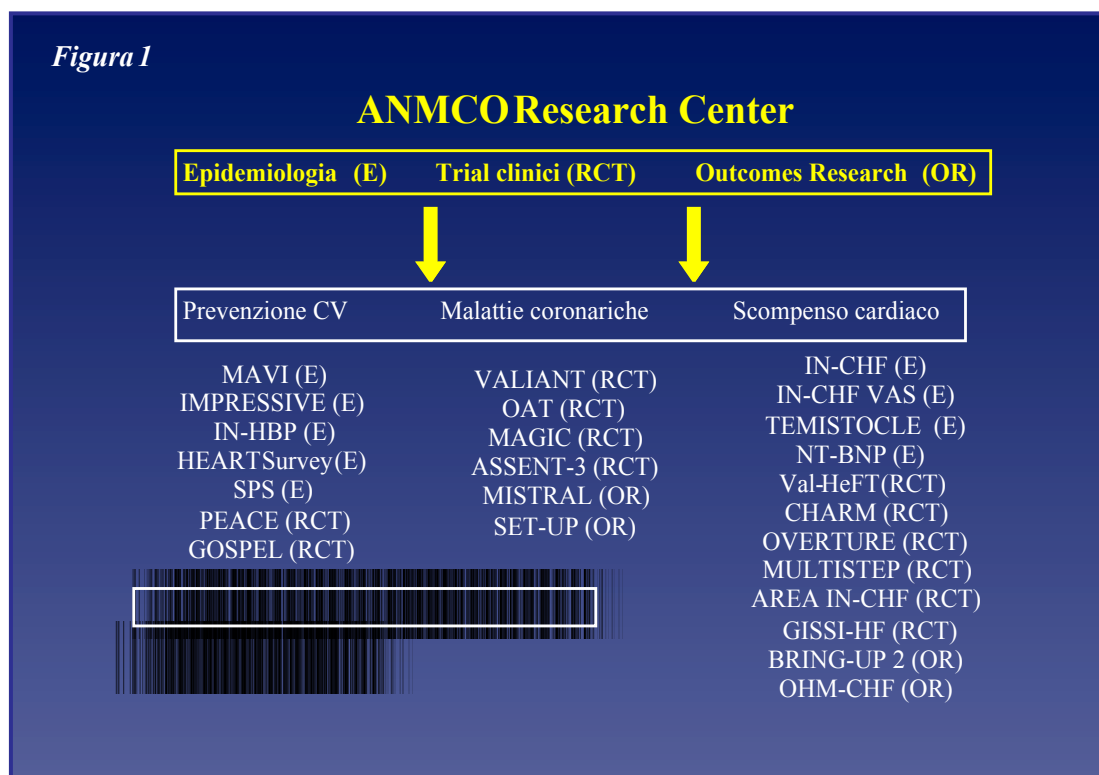 Figura 1
ANMCO Research Center
Epidemiologia (E) Trial clinici (RCT) Outcomes Research (OR)
Prevenzione CV Malattie coronariche Scompenso cardiaco
MAVI (E)
IMPRESSIVE (E)
IN-HBP (E)
HEARTSurvey (E)
SPS (E)
PEACE (RCT)
GOSPEL (RCT)
VALIANT (RCT)
OAT (RCT)
MAGIC (RCT)
ASSENT-3 (RCT)
MISTRAL (OR)
SET-UP (OR)
IN-CHF (E)
IN-CHF VAS (E)
TEMISTOCLE (E)
NT-BNP (E)
Val-HeFT (RCT)
CHARM (RCT)
OVERTURE (RCT)
MULTISTEP (RCT)
AREA IN-CHF (RCT)
GISSI-HF (RCT)
BRING-UP 2 (OR)
OHM-CHF (OR)